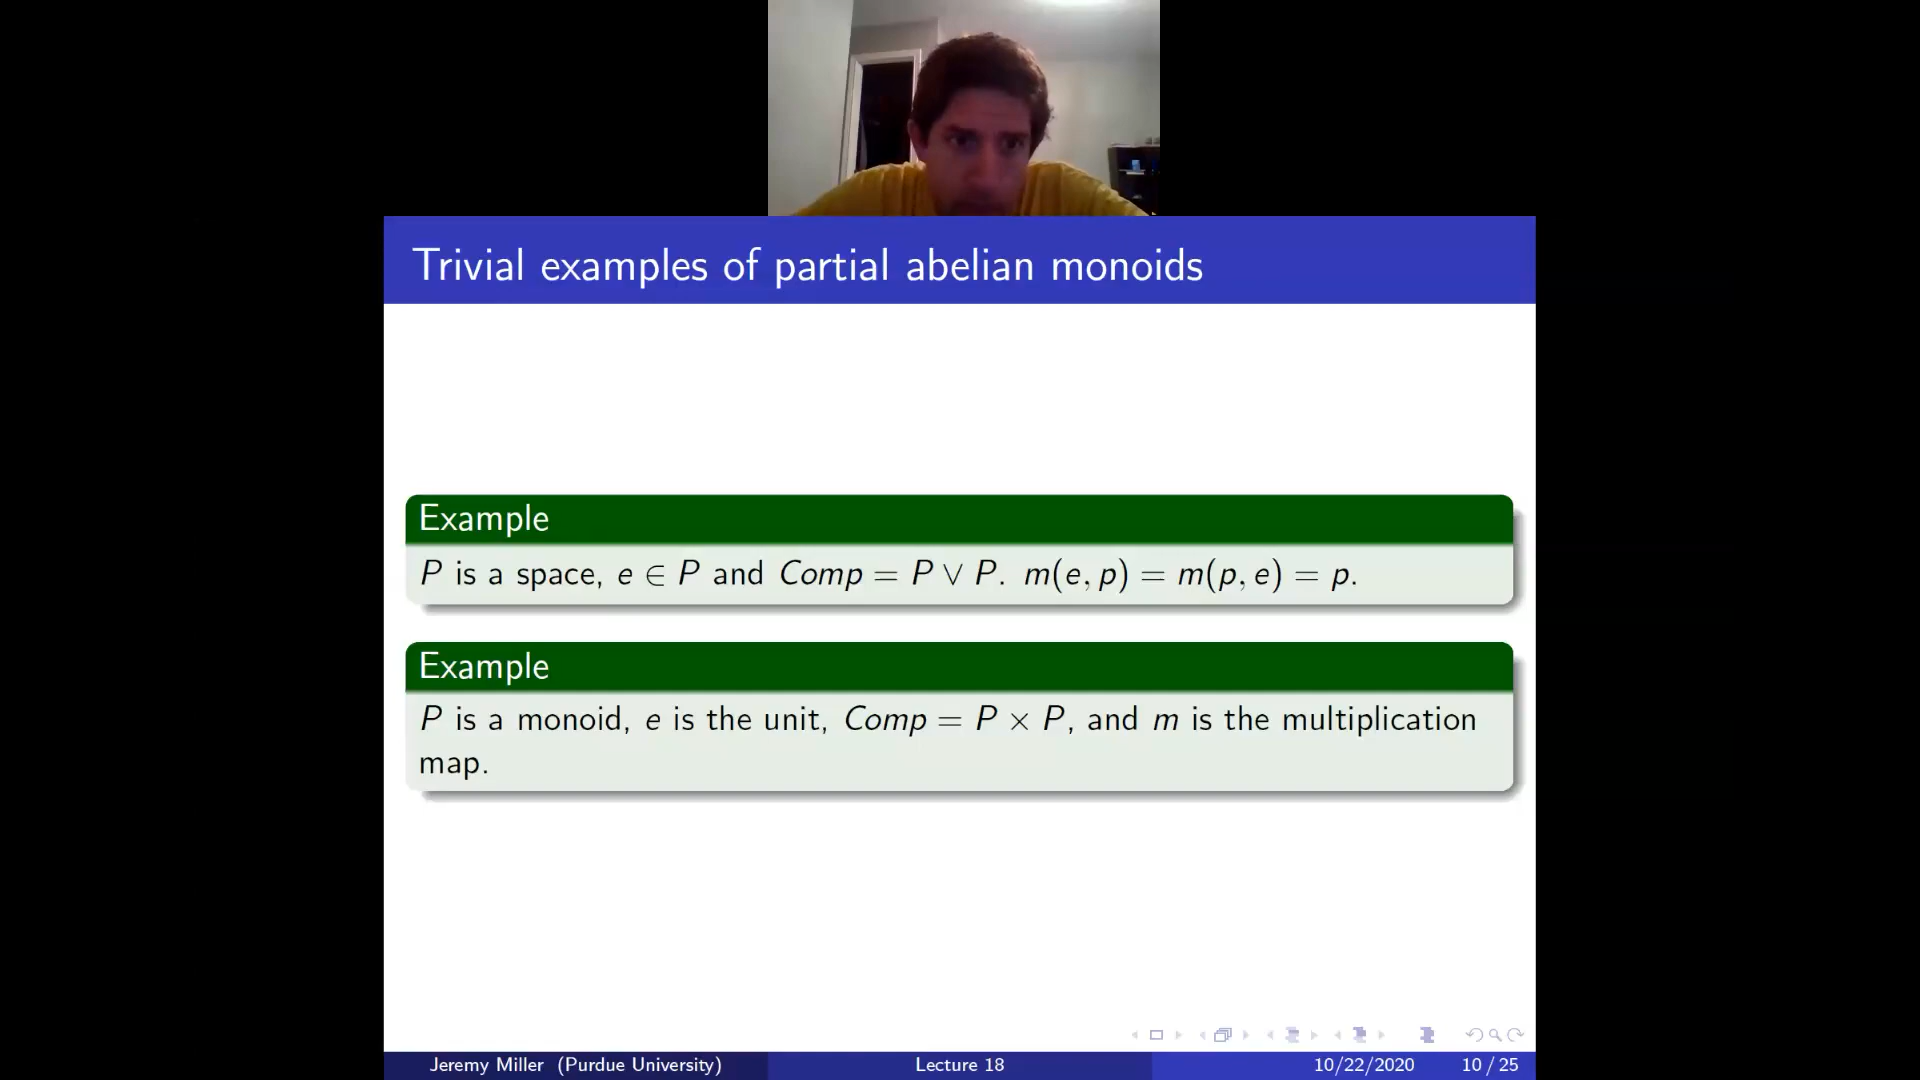 Trivial examples of partial abelian monoids
Example
P is a space, e ∈ P and Comp = P ∨ P. m(e, p) = m(p, e) = p.
Example
P is a monoid, e is the unit, Comp = P × P, and m is the multiplication
map.
Jeremy Miller (Purdue University) Lecture 18 10/22/2020 10 / 25